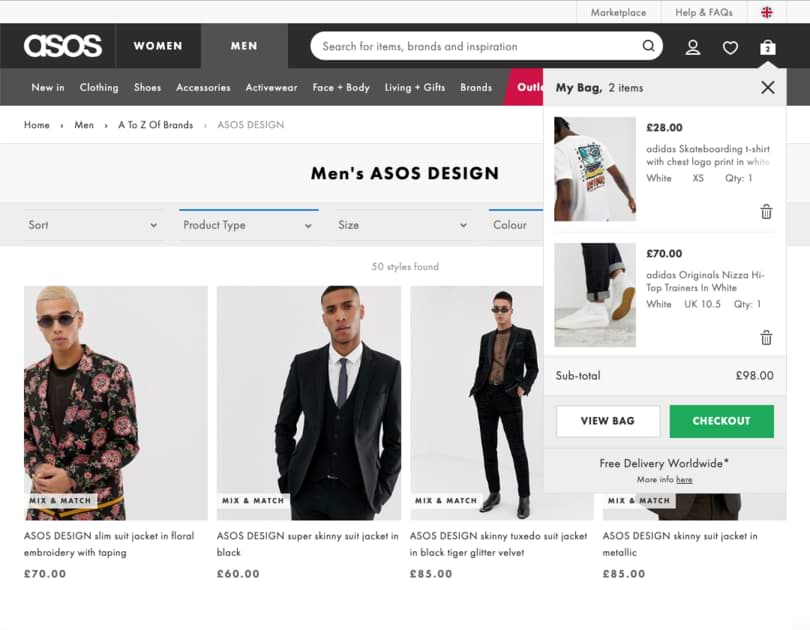 Marketplace Help & FAQs
asos WOMEN MEN Search for items, brands and inspiration 2
New in Clothing Shoes Accessories Activewear Face + Body Living + Gifts Brands Outle
My Bag, 2 items
£28.00
adidas Skateboarding t-shirt
with chest logo print in white
White XS Qty: 1
£70.00
adidas Originals Nizza Hi-
Top Trainers In White
White UK 10.5 Qty: 1
Sub-total £98.00
VIEW BAG CHECKOUT
Free Delivery Worldwide*
More info here
Home › Men › A To Z Of Brands › ASOS DESIGN
Men's ASOS DESIGN
Sort Product Type Size Colour
50 styles found
MIX & MATCH MIX & MATCH MIX & MATCH MIX & MATCH
ASOS DESIGN slim suit jacket in floral
embroidery with taping
£70.00
ASOS DESIGN super skinny suit jacket in
black
£60.00
ASOS DESIGN skinny tuxedo suit jacket
in black tiger glitter velvet
£85.00
ASOS DESIGN skinny suit jacket in
metallic
£85.00